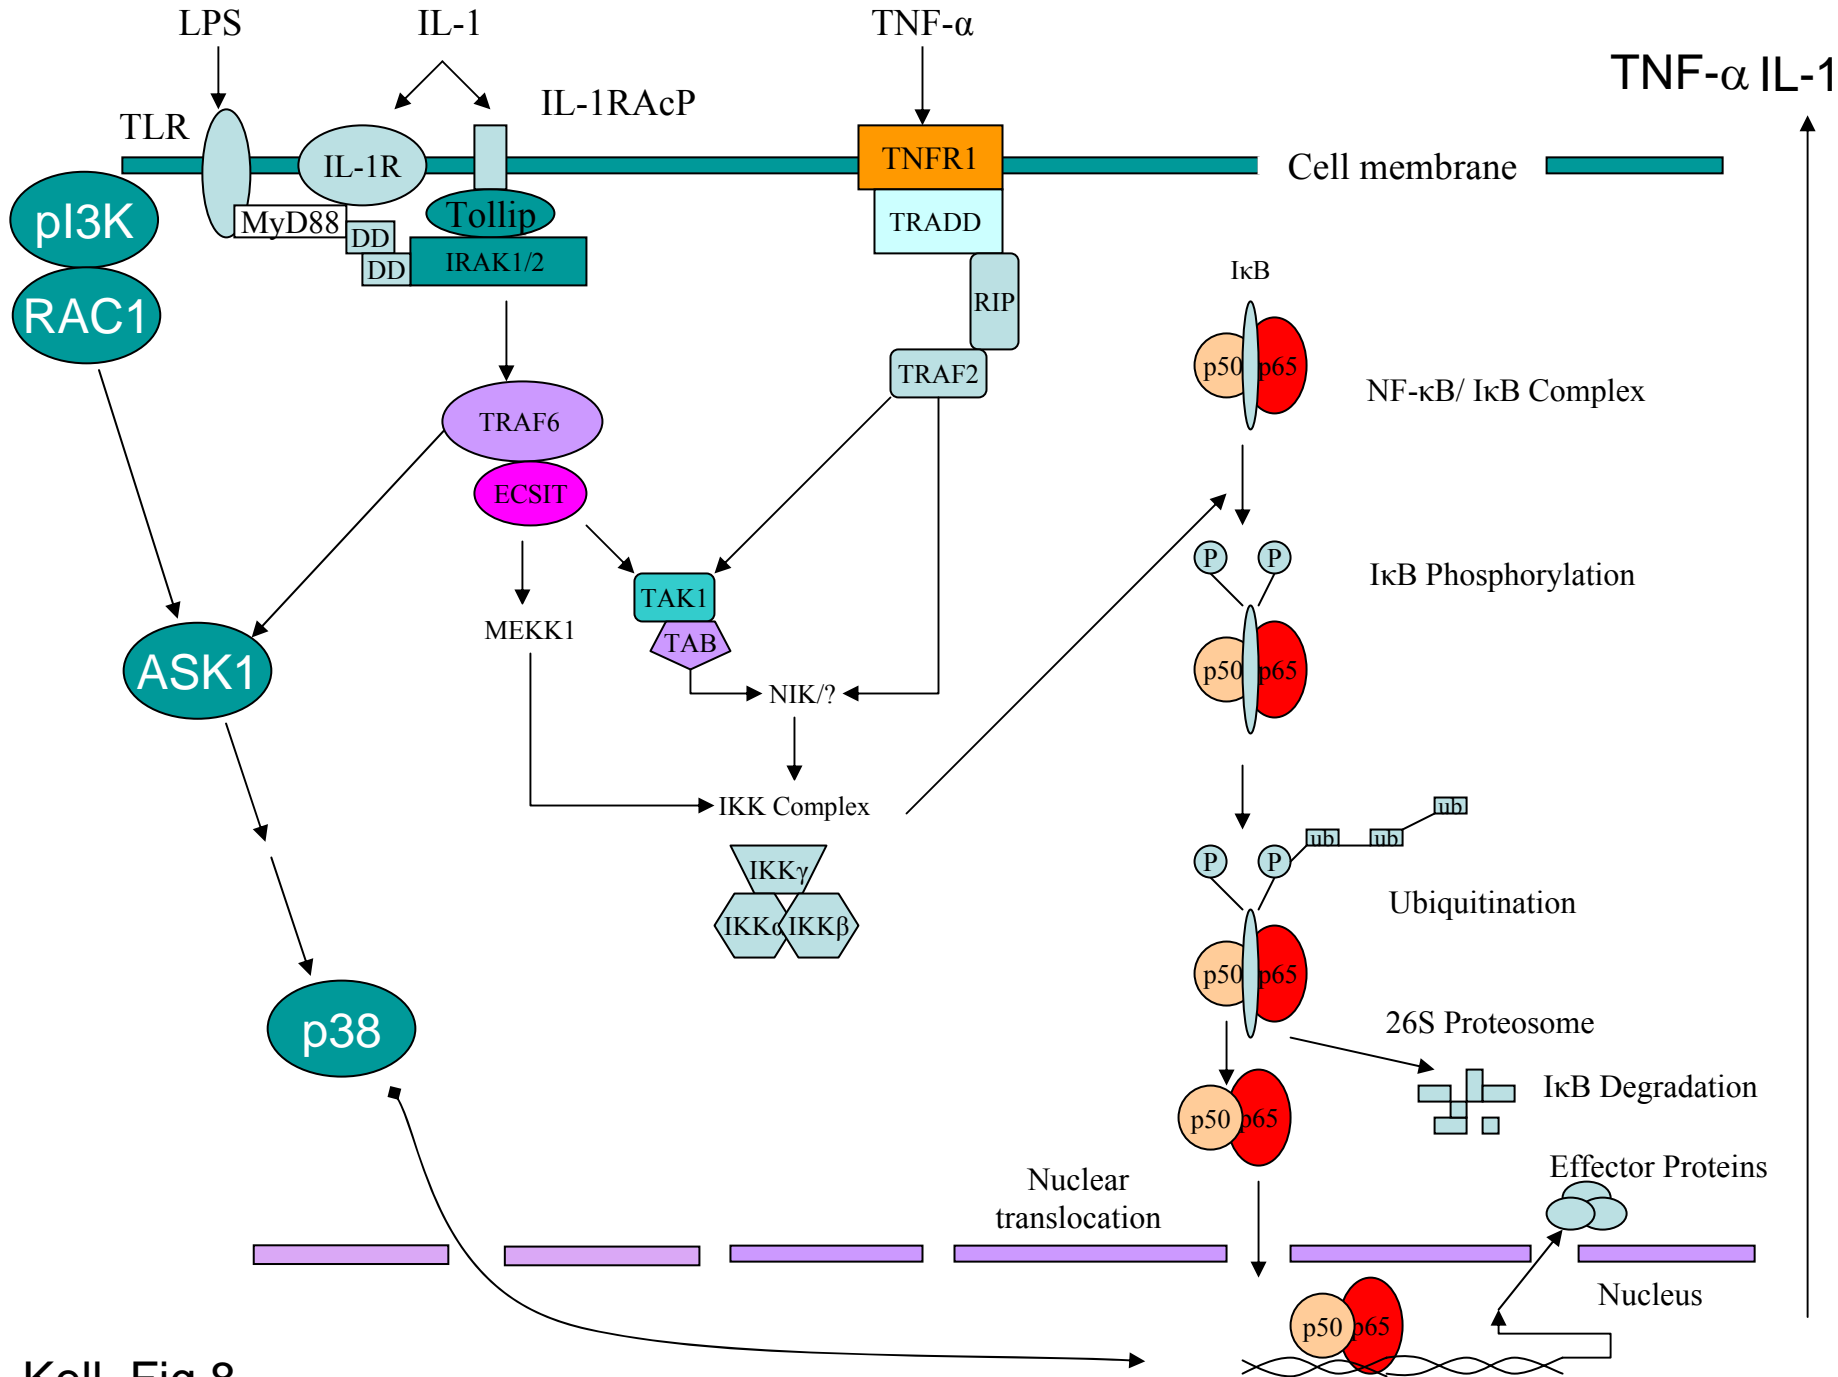 LPS
IL-1
TNF-α
TNF-α IL-1
IL-1RAcP
TLR
IL-1R
TNFR1
Cell membrane
pI3K
MyD88
Tollip
TRADD
DD
DD
IRAK1/2
IκB
RAC1
RIP
p50
p65
TRAF2
NF-κB/ IκB Complex
TRAF6
ECSIT
P
P
IκB Phosphorylation
TAK1
MEKK1
TAB
ASK1
p50
p65
NIK/?
IKK Complex
ub
ub
ub
P
P
IKKγ
IKKα
IKKβ
Ubiquitination
p50
p65
p38
26S Proteosome
IκB Degradation
p50
p65
Effector Proteins
Nuclear
translocation
Nucleus
p50
p65
Koll, Fig 8